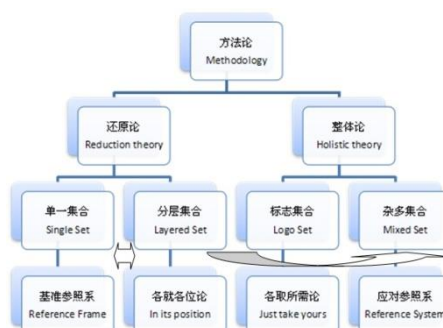 方法论
Methodology
还原论
Reduction theory
整体论
Holistic theory
单一集合
Single Set
分层集合
Layered Set
标志集合
Logo Set
杂多集合
Mixed Set
基准参照系
Reference Frame
各就各位论
In its position
各取所需论
Just take yours
应对参照系
Reference System